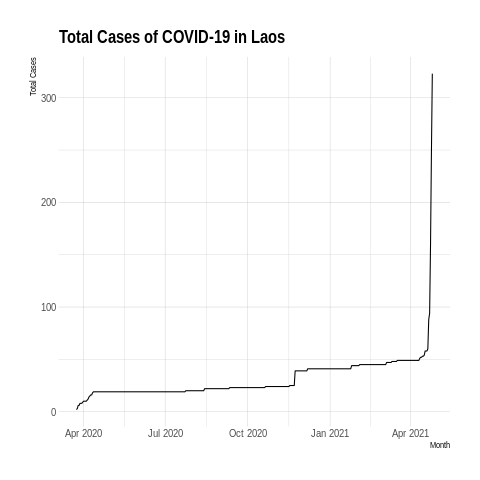 Total Cases of COVID-19 in Laos
Total Cases
300
200
100
0
Apr 2020 Jul 2020 Oct 2020 Jan 2021 Apr 2021
Month